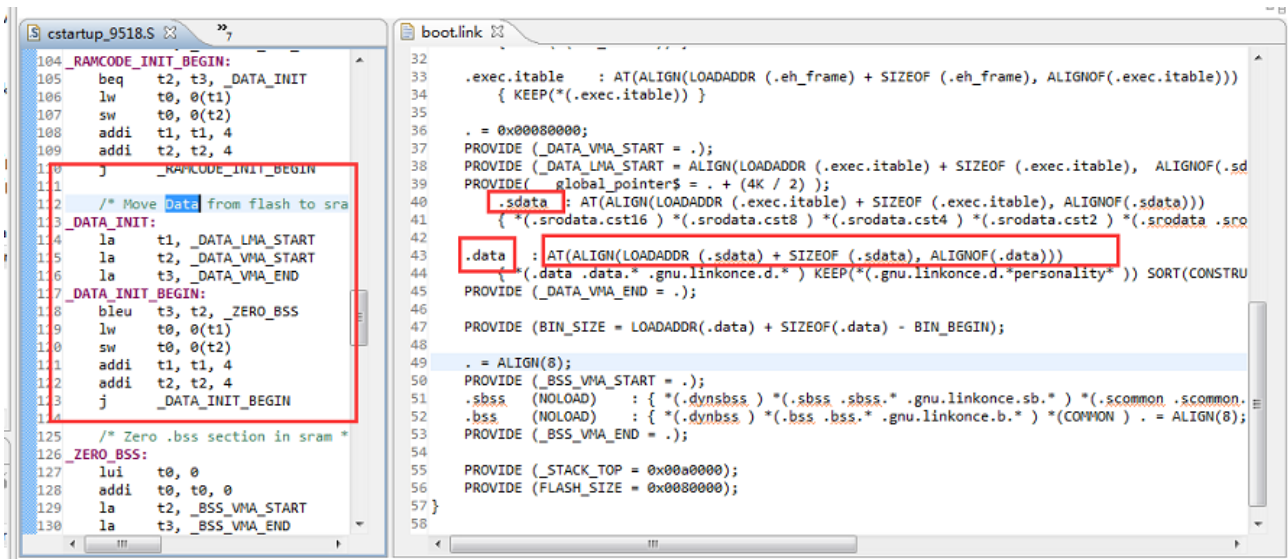 cstartup_9518.S
»7
boot.link
104 _RAMCODE_INIT_BEGIN:
105 beq t2, t3, _DATA_INIT
106 lw t0, 0(t1)
107 sw t0, 0(t2)
108 addi t1, t1, 4
109 addi t2, t2, 4
110 j _RAMCODE_INIT_BEGIN
111
112 /* Move Data from flash to sra
113 _DATA_INIT:
114 la t1, _DATA_LMA_START
115 la t2, _DATA_VMA_START
116 la t3, _DATA_VMA_END
117 _DATA_INIT_BEGIN:
118 bleu t3, t2, _ZERO_BSS
119 lw t0, 0(t1)
120 sw t0, 0(t2)
121 addi t1, t1, 4
122 addi t2, t2, 4
123 j _DATA_INIT_BEGIN
124
125 /* Zero .bss section in sram *
126 _ZERO_BSS:
127 lui t0, 0
128 addi t0, t0, 0
129 la t2, _BSS_VMA_START
130 la t3, _BSS_VMA_END
32
33 .exec.itable : AT(ALIGN(LOADADDR (.eh_frame) + SIZEOF (.eh_frame), ALIGNOF(.exec.itable)))
34 { KEEP(*(.exec.itable)) }
35
36 . = 0x00080000;
37 PROVIDE (_DATA_VMA_START = .);
38 PROVIDE (_DATA_LMA_START = ALIGN(LOADADDR (.exec.itable) + SIZEOF (.exec.itable), ALIGNOF(.sd
39 PROVIDE( global_pointer$ = . + (4K / 2) );
40 .sdata : AT(ALIGN(LOADADDR (.exec.itable) + SIZEOF (.exec.itable), ALIGNOF(.sdata)))
41 { *(.srodata.cst16 ) *(.srodata.cst8 ) *(.srodata.cst4 ) *(.srodata.cst2 ) *(.srodata .sro
42
43 .data : AT(ALIGN(LOADADDR (.sdata) + SIZEOF (.sdata), ALIGNOF(.data)))
44 { *(.data .data.* .gnu.linkonce.d.* ) KEEP(*(.gnu.linkonce.d.*personality* )) SORT(CONSTRU
45 PROVIDE (_DATA_VMA_END = .);
46
47 PROVIDE (BIN_SIZE = LOADADDR(.data) + SIZEOF(.data) - BIN_BEGIN);
48
49 . = ALIGN(8);
50 PROVIDE (_BSS_VMA_START = .);
51 .sbss (NOLOAD) : { *(.dynsbss ) *(.sbss .sbss.* .gnu.linkonce.sb.* ) *(.scommon .scommon.
52 .bss (NOLOAD) : { *(.dynbss ) *(.bss .bss.* .gnu.linkonce.b.* ) *(COMMON ) . = ALIGN(8);
53 PROVIDE (_BSS_VMA_END = .);
54
55 PROVIDE (_STACK_TOP = 0x00a0000);
56 PROVIDE (FLASH_SIZE = 0x0080000);
57 }
58